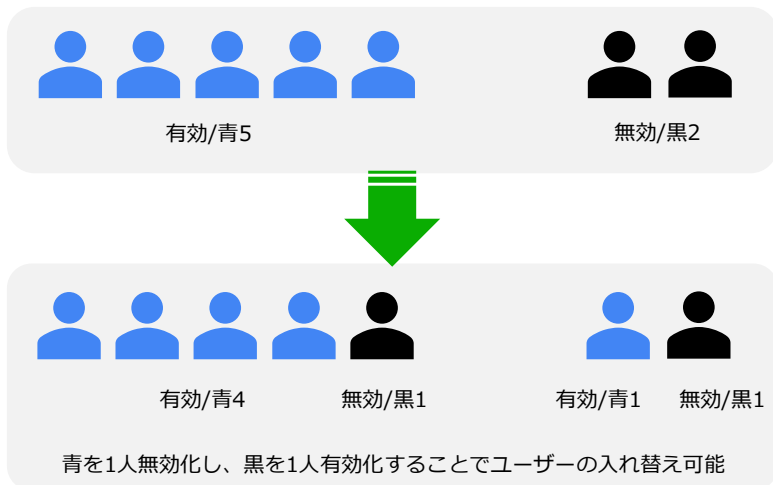 有効/青5
無効/黒2
有効/青4
無効/黒1
有効/青1
無効/黒1
青を1人無効化し、黒を1人有効化することでユーザーの入れ替え可能